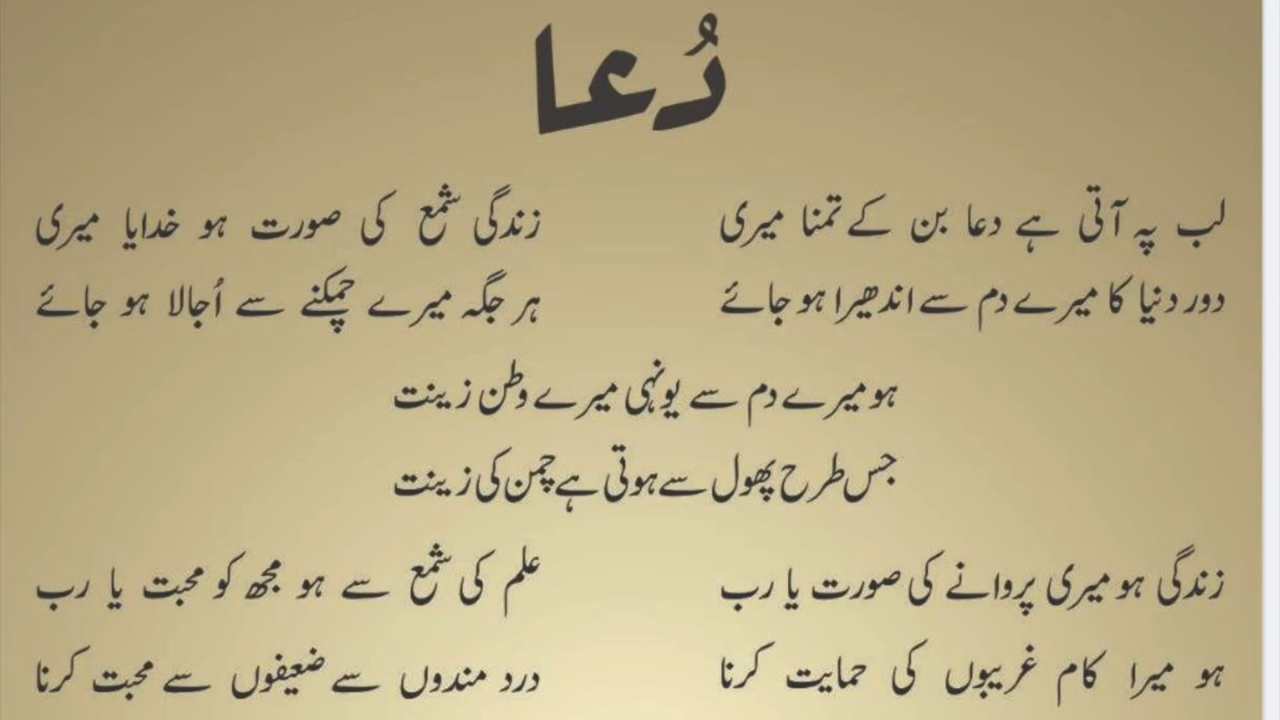 دُعا
لب پہ آتی ہے دعا بن کے تمنا میری زندگی شمع کی صورت ہو خدایا میری
دور دنیا کا میرے دم سے اندھیرا ہو جائے ہر جگہ میرے چمکنے سے اُجالا ہو جائے
ہو میرے دم سے یونہی میرے وطن زینت
جس طرح پھول سے ہوتی ہے چمن کی زینت
زندگی ہو میری پروانے کی صورت یا رب علم کی شمع سے ہو مجھ کو محبت یا رب
ہو میرا کام غریبوں کی حمایت کرنا درد مندوں سے ضعیفوں سے محبت کرنا